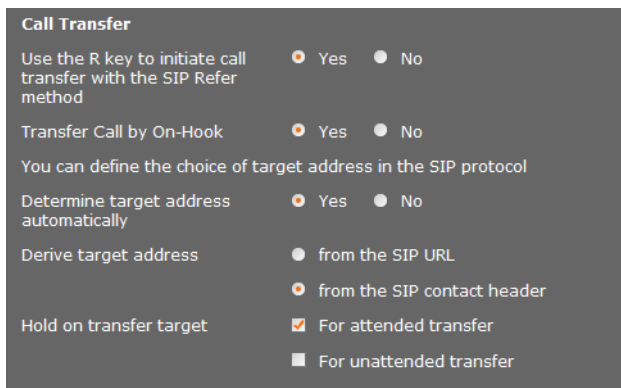 Call Transfer
Use the R key to initiate call Yes No
transfer with the SIP Refer
method
Transfer Call by On-Hook Yes No
You can define the choice of target address in the SIP protocol
Determine target address Yes No
automatically
Derive target address from the SIP URL
from the SIP contact header
Hold on transfer target For attended transfer
For unattended transfer